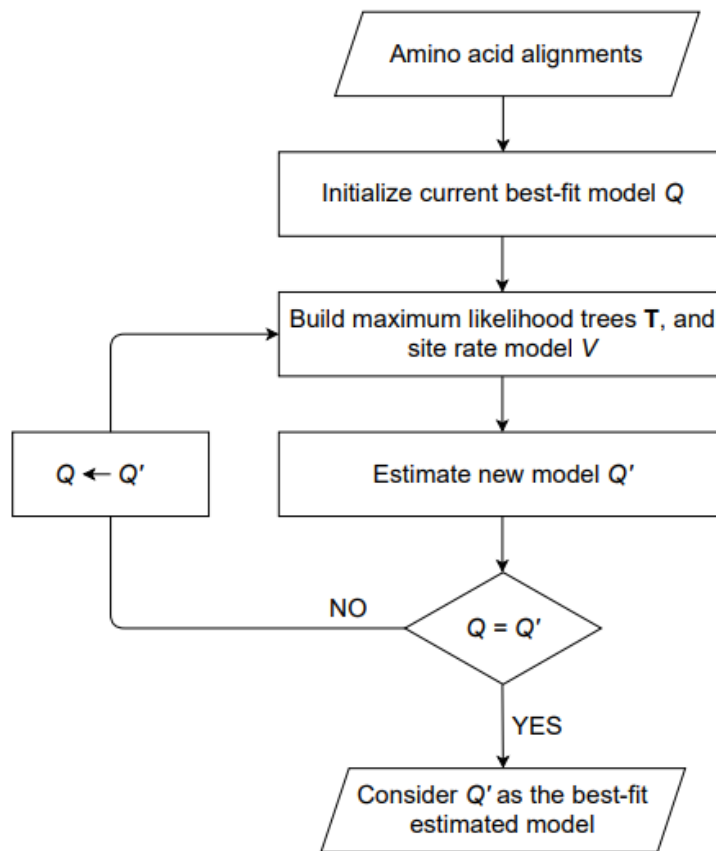 Amino acid alignments
Initialize current best-fit model Q
Build maximum likelihood trees T, and
site rate model V
Q ← Q'
Estimate new model Q'
NO
Q = Q'
YES
Consider Q' as the best-fit
estimated model